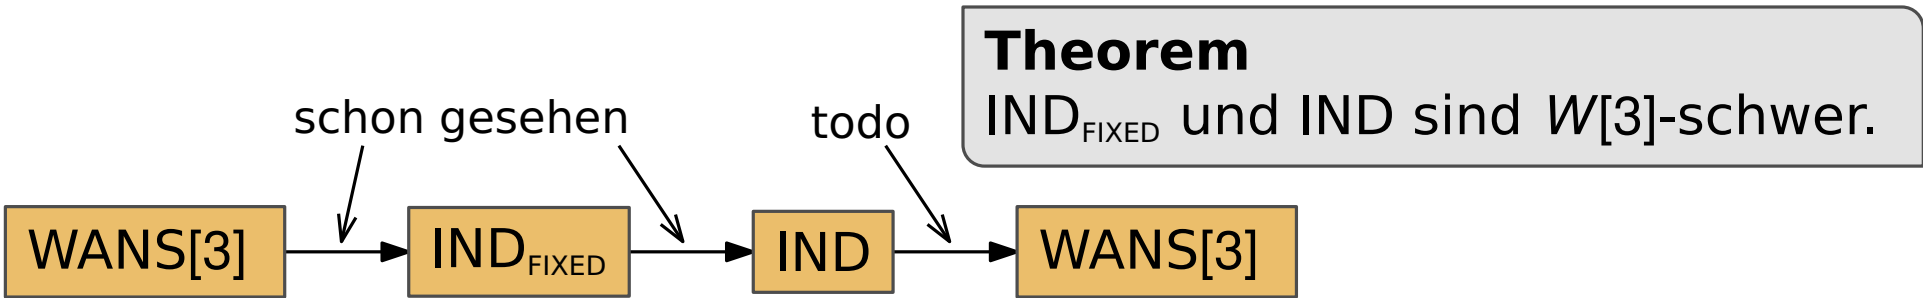 Theorem
IND_FIXED und IND sind W[3]-schwer.
schon gesehen
todo
WANS[3]
IND_FIXED
IND
WANS[3]